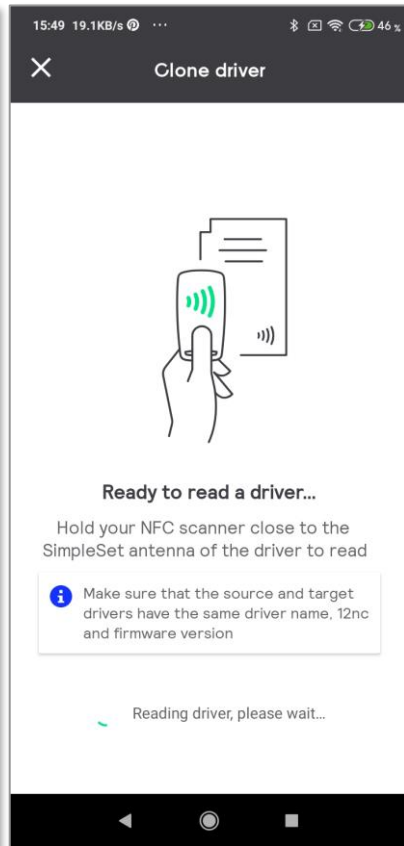 15:49 19.1KB/s ··· 46 %
Clone driver
Ready to read a driver...
Hold your NFC scanner close to the
SimpleSet antenna of the driver to read
Make sure that the source and target
drivers have the same driver name, 12nc
and firmware version
Reading driver, please wait...